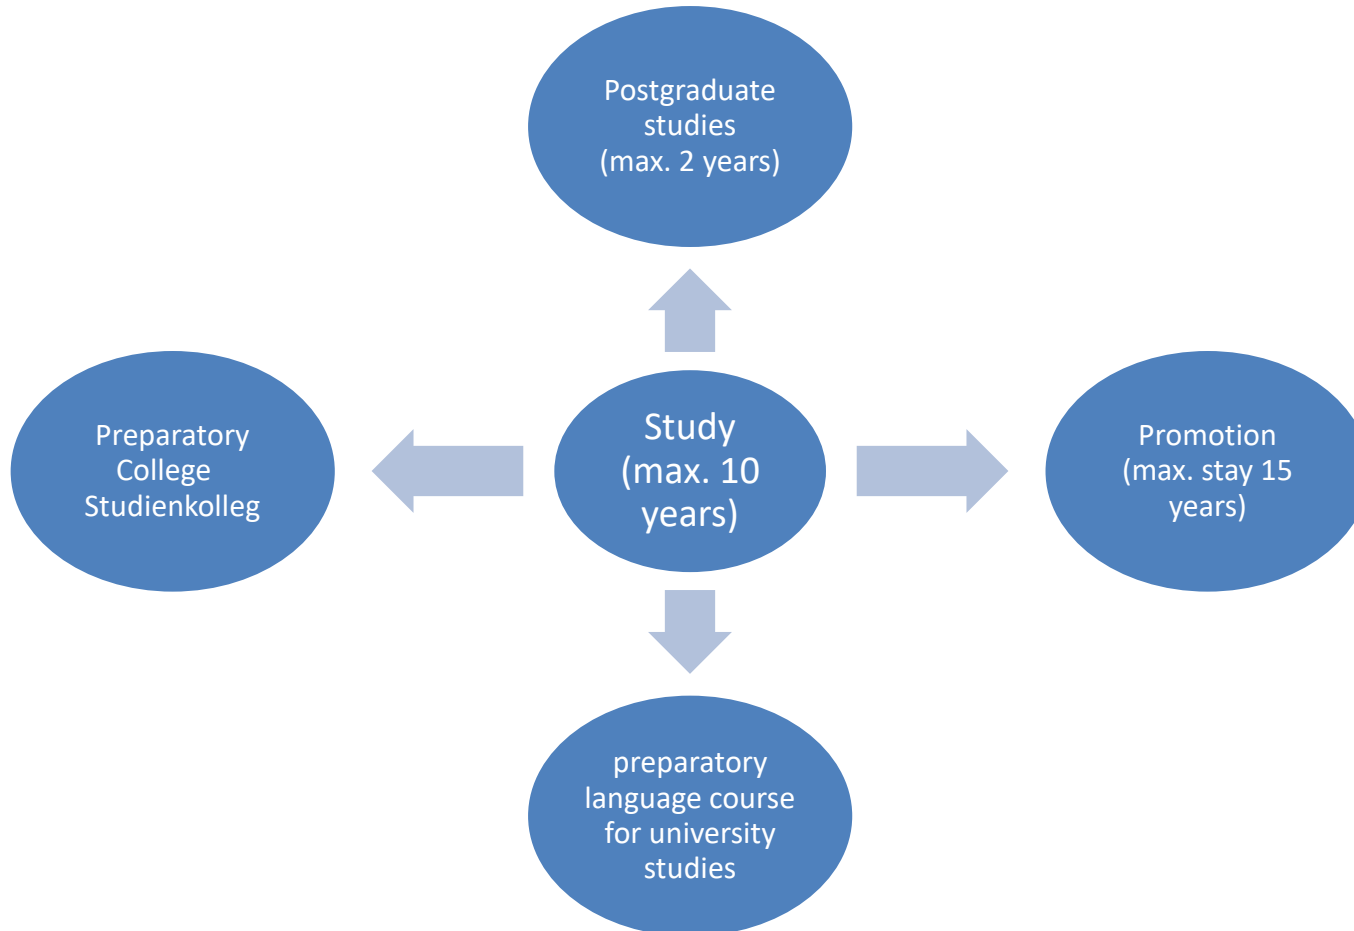 Postgraduate
studies
(max. 2 years)
Preparatory
College
Studienkolleg
Study
(max. 10
years)
Promotion
(max. stay 15
years)
preparatory
language course
for university
studies